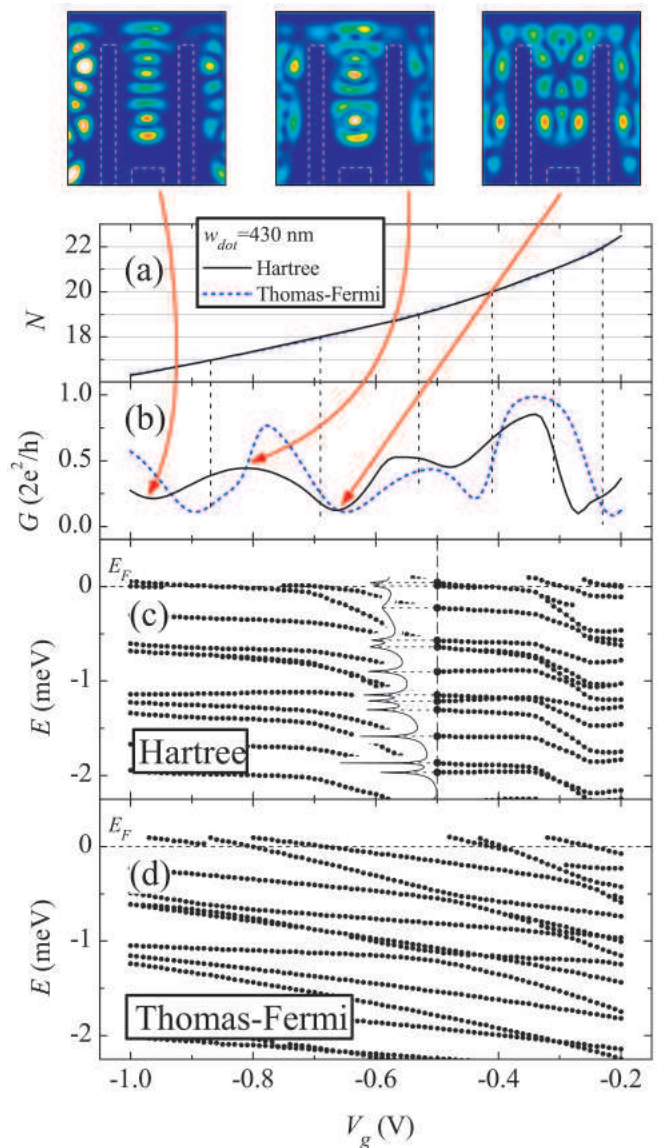 w_dot=430 nm
Hartree
Thomas-Fermi
(a)
N
22
20
18
16
(b)
G (2e²/h)
1.0
0.5
0.0
E_F
(c)
E (meV)
0
-1
-2
Hartree
E_F
(d)
E (meV)
0
-1
-2
Thomas-Fermi
-1.0 -0.8 -0.6 -0.4 -0.2
V_g (V)